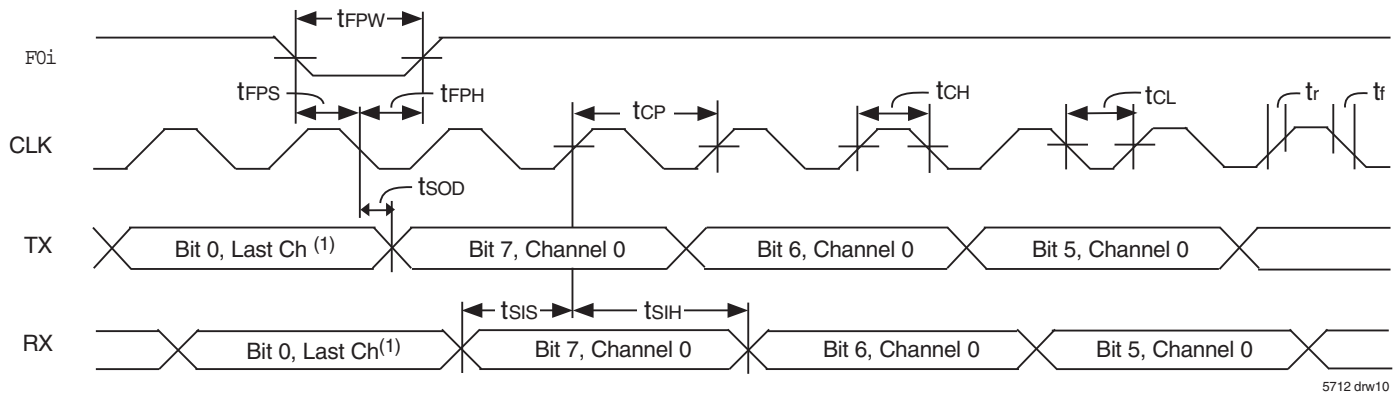 tFPW
F0i
tFPS
tFPH
tCP
tCH
tCL
tr
tf
CLK
tSOD
TX
Bit 0, Last Ch (1)
Bit 7, Channel 0
Bit 6, Channel 0
Bit 5, Channel 0
tSIS
tSIH
RX
Bit 0, Last Ch(1)
Bit 7, Channel 0
Bit 6, Channel 0
Bit 5, Channel 0
5712 drw10